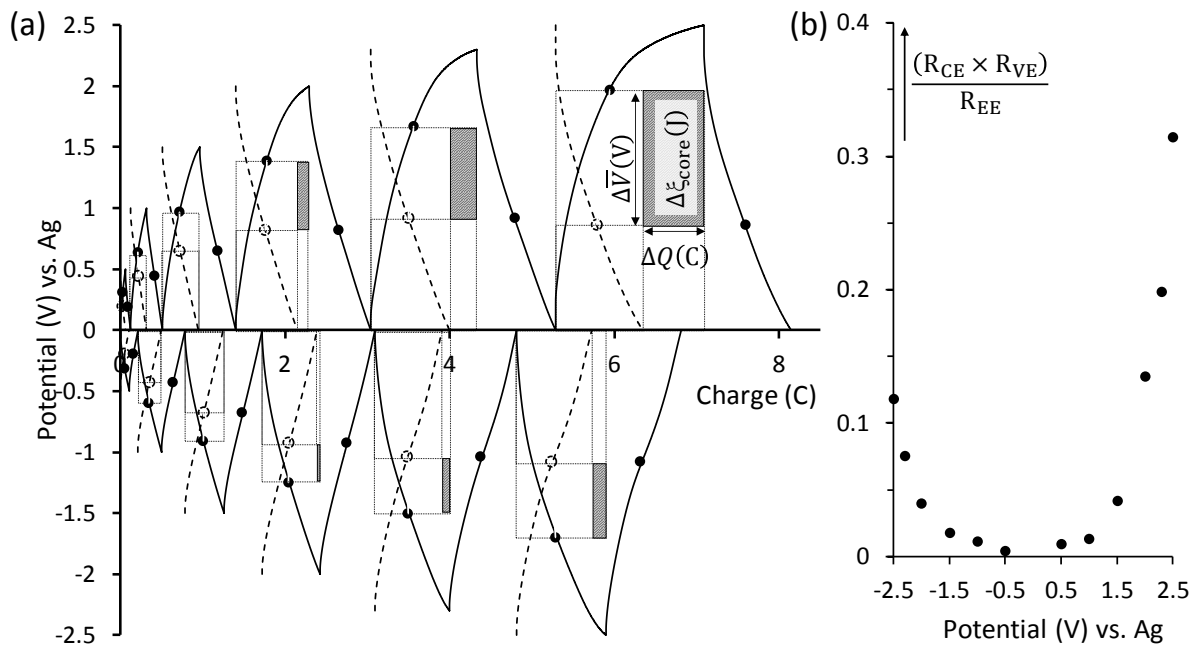 (a)
Potential (V) vs. Ag
2.5
2
1.5
1
0.5
0
-0.5
-1
-1.5
-2
-2.5
0
2
4
6
8
Charge (C)
ΔV̅(V)
Δξcore(J)
ΔQ(C)
(b)
0.4
0.3
0.2
0.1
0
(RCE × RVE)
REE
-2.5
-1.5
-0.5
0.5
1.5
2.5
Potential (V) vs. Ag